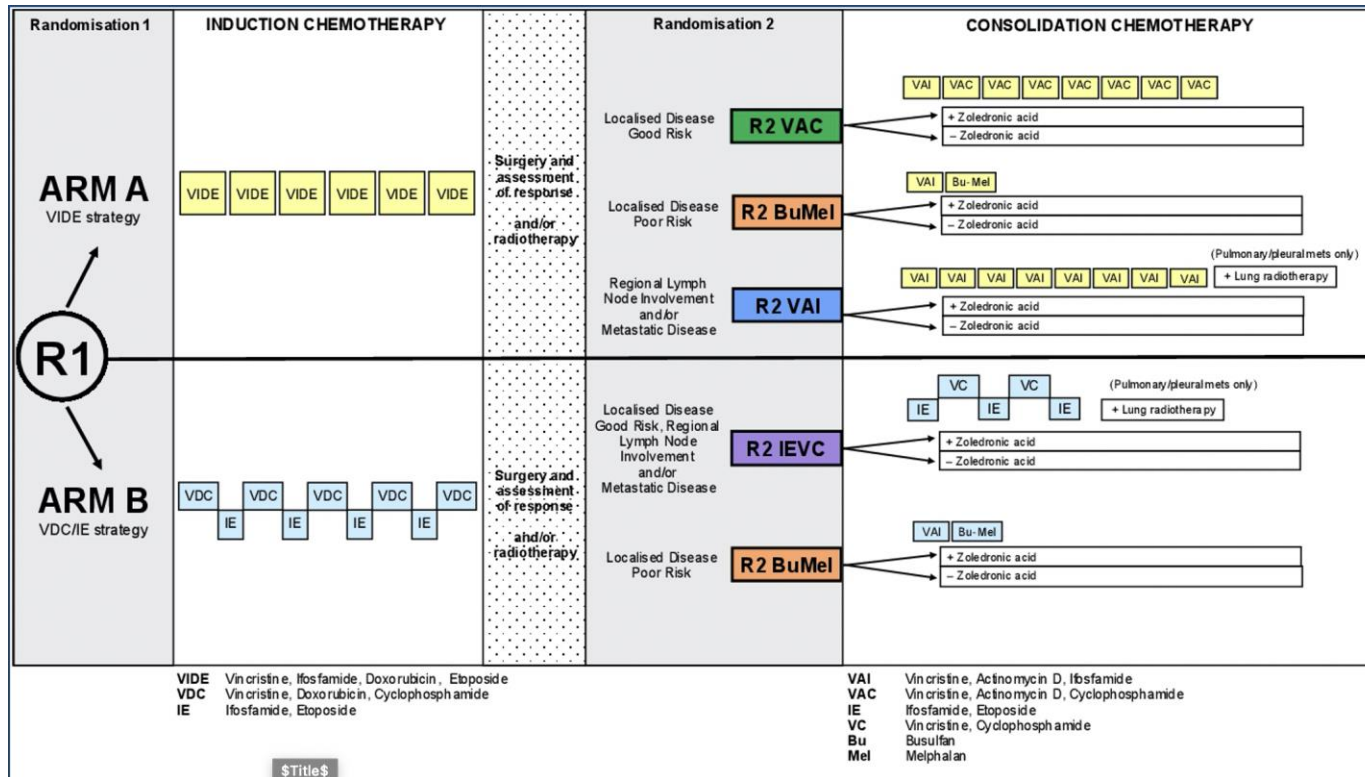 Randomisation 1
INDUCTION CHEMOTHERAPY
Randomisation 2
CONSOLIDATION CHEMOTHERAPY
ARM A
VIDE strategy
VIDE VIDE VIDE VIDE VIDE VIDE
Surgery and
assessment
of response
and/or
radiotherapy
Localised Disease
Good Risk
R2 VAC
VAI VAC VAC VAC VAC VAC VAC VAC
+ Zoledronic acid
– Zoledronic acid
Localised Disease
Poor Risk
R2 BuMel
VAI Bu-Mel
+ Zoledronic acid
– Zoledronic acid
Regional Lymph
Node Involvement
and/or
Metastatic Disease
R2 VAI
(Pulmonary/pleural mets only)
VAI VAI VAI VAI VAI VAI VAI VAI
+ Lung radiotherapy
+ Zoledronic acid
– Zoledronic acid
R1
ARM B
VDC/IE strategy
VDC VDC VDC VDC VDC
IE IE IE IE
Surgery and
assessment
of response
and/or
radiotherapy
Localised Disease
Good Risk, Regional
Lymph Node
Involvement
and/or
Metastatic Disease
R2 IEVC
VC VC
IE IE IE
(Pulmonary/pleural mets only)
+ Lung radiotherapy
+ Zoledronic acid
– Zoledronic acid
Localised Disease
Poor Risk
R2 BuMel
VAI Bu-Mel
+ Zoledronic acid
– Zoledronic acid
VIDE Vincristine, Ifosfamide, Doxorubicin, Etoposide
VDC Vincristine, Doxorubicin, Cyclophosphamide
IE Ifosfamide, Etoposide
VAI Vincristine, Actinomycin D, Ifosfamide
VAC Vincristine, Actinomycin D, Cyclophosphamide
IE Ifosfamide, Etoposide
VC Vincristine, Cyclophosphamide
Bu Busulfan
Mel Melphalan
$Title$